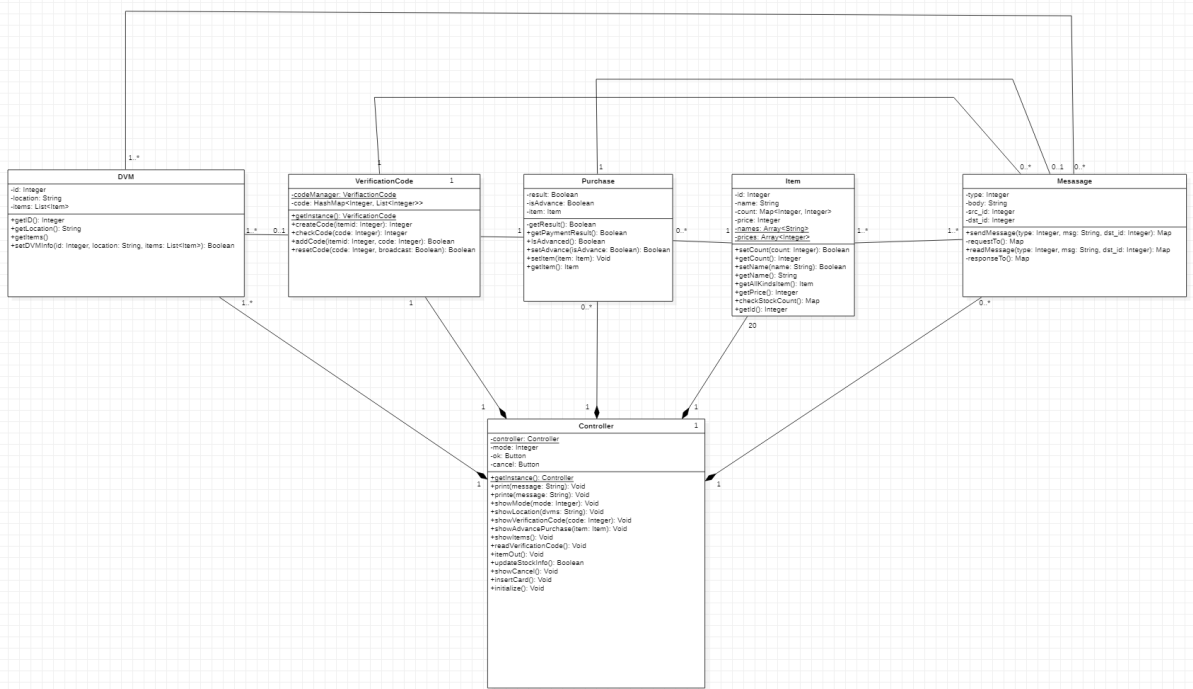 1..*
1
1
0..*
0..1
0..*
DVM
-id: Integer
-location: String
-items: List<Item>
+getID(): Integer
+getLocation(): String
+getItems()
+setDVMInfo(id: Integer, location: String, items: List<Item>): Boolean
1..*
0..1
VerificationCode
1
-codeManager: VerifiactionCode
-code: HashMap<Integer, List<Integer>>
+getInstance(): VerificationCode
+createCode(itemid: Integer): Integer
+checkCode(code: Integer): Integer
+addCode(itemid: Integer, code: Integer): Boolean
+resetCode(code: Integer, broadcast: Boolean): Boolean
1
Purchase
-result: Boolean
-isAdvance: Boolean
-item: Item
-getResult(): Boolean
+getPaymentResult(): Boolean
+isAdvanced(): Boolean
+setAdvance(isAdvance: Boolean): Boolean
+setItem(item: Item): Void
+getItem(): Item
0..*
1
Item
-id: Integer
-name: String
-count: Map<Integer, Integer>
-price: Integer
-names: Array<String>
-prices: Array<Integer>
+setCount(count: Integer): Boolean
+getCount(): Integer
+setName(name: String): Boolean
+getName(): String
+getAllKindsItem(): Item
+getPrice(): Integer
+checkStockCount(): Map
+getId(): Integer
1..*
1..*
Messsage
-type: Integer
-body: String
-src_id: Integer
-dst_id: Integer
+sendMessage(type: Integer, msg: String, dst_id: Integer): Map
-requestTo(): Map
+readMessage(type: Integer, msg: String, dst_id: Integer): Map
-responseTo(): Map
1..*
1
0..*
20
0..*
1
1
1
1
1
Controller
1
-controller: Controller
-mode: Integer
-ok: Button
-cancel: Button
+getInstance(): Controller
+print(message: String): Void
+printe(message: String): Void
+showMode(mode: Integer): Void
+showLocation(dvms: String): Void
+showVerificationCode(code: Integer): Void
+showAdvancePurchase(item: Item): Void
+showItems(): Void
+readVerificationCode(): Void
+itemOut(): Void
+updateStockInfo(): Boolean
+showCancel(): Void
+insertCard(): Void
+initialize(): Void